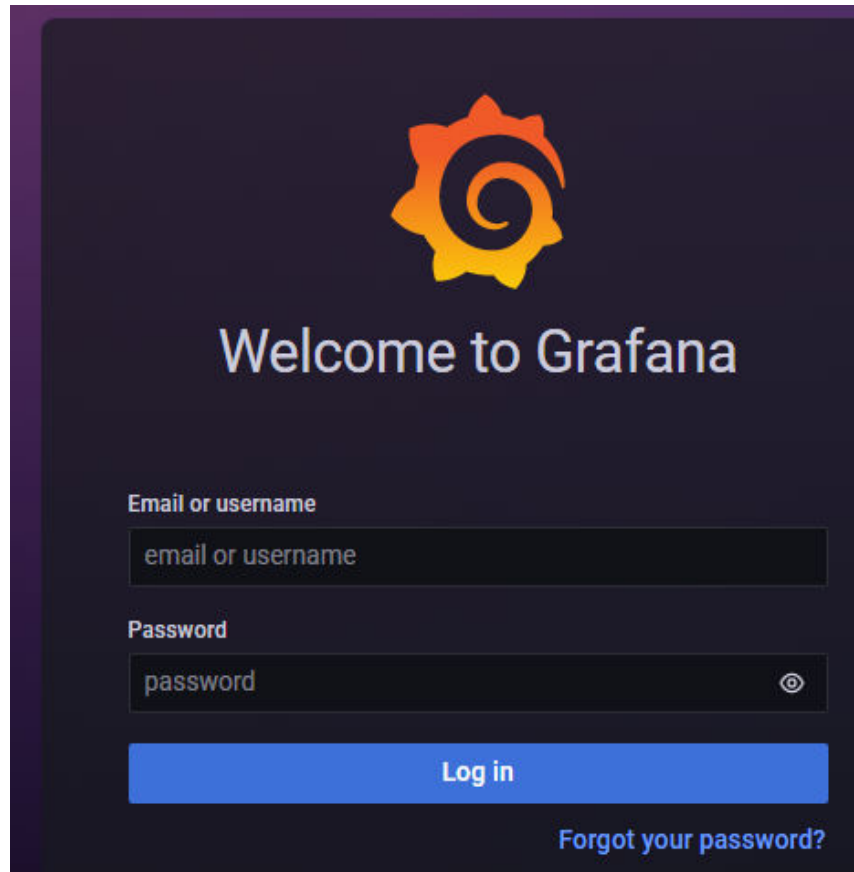 Welcome to Grafana
Email or username
email or username
Password
password
Log in
Forgot your password?